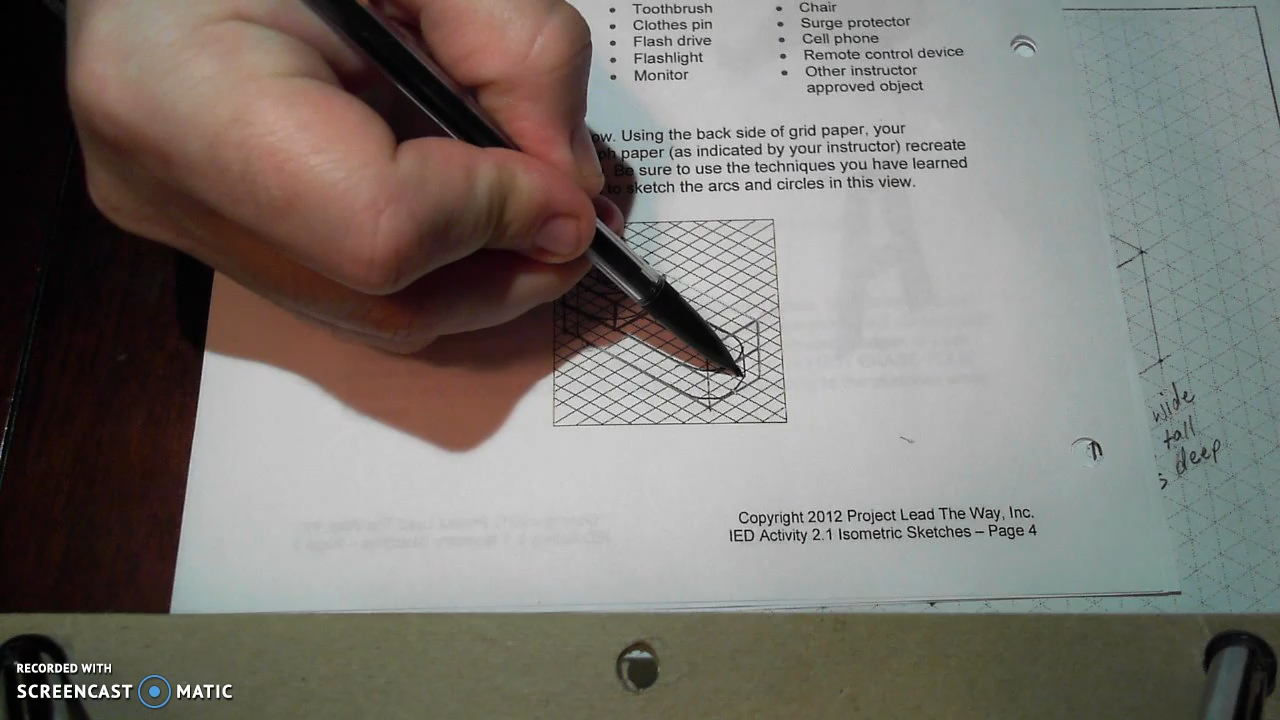 Toothbrush
Clothes pin
Flash drive
Flashlight
Monitor
Chair
Surge protector
Cell phone
Remote control device
Other instructor
approved object
ow. Using the back side of grid paper, your
ph paper (as indicated by your instructor) recreate
Be sure to use the techniques you have learned
to sketch the arcs and circles in this view.
wide
tall
deep
Copyright 2012 Project Lead The Way, Inc.
IED Activity 2.1 Isometric Sketches – Page 4
RECORDED WITH
SCREENCAST MATIC